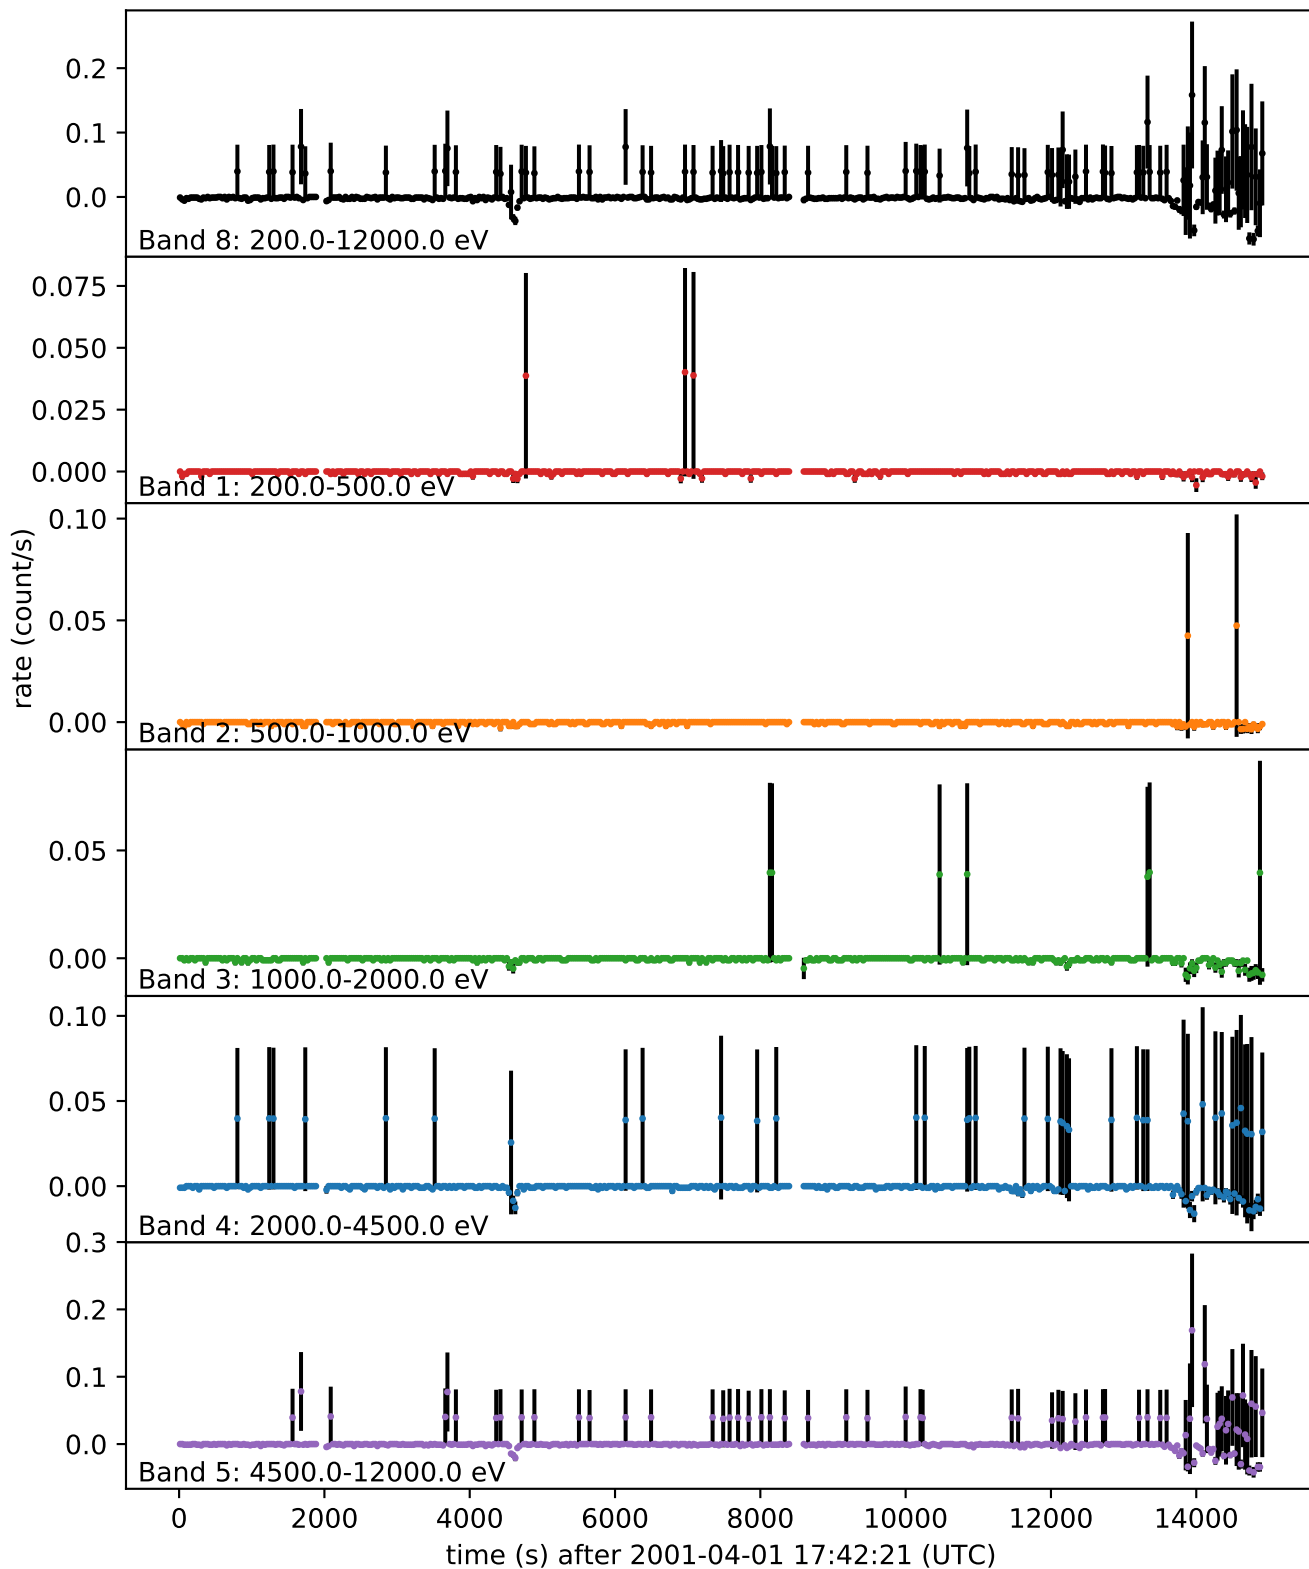 0.2
0.1
0.0
Band 8: 200.0-12000.0 eV
0.075
0.050
0.025
0.000
Band 1: 200.0-500.0 eV
0.10
0.05
0.00
Band 2: 500.0-1000.0 eV
rate (count/s)
0.05
0.00
Band 3: 1000.0-2000.0 eV
0.10
0.05
0.00
Band 4: 2000.0-4500.0 eV
0.3
0.2
0.1
0.0
Band 5: 4500.0-12000.0 eV
0 2000 4000 6000 8000 10000 12000 14000
time (s) after 2001-04-01 17:42:21 (UTC)